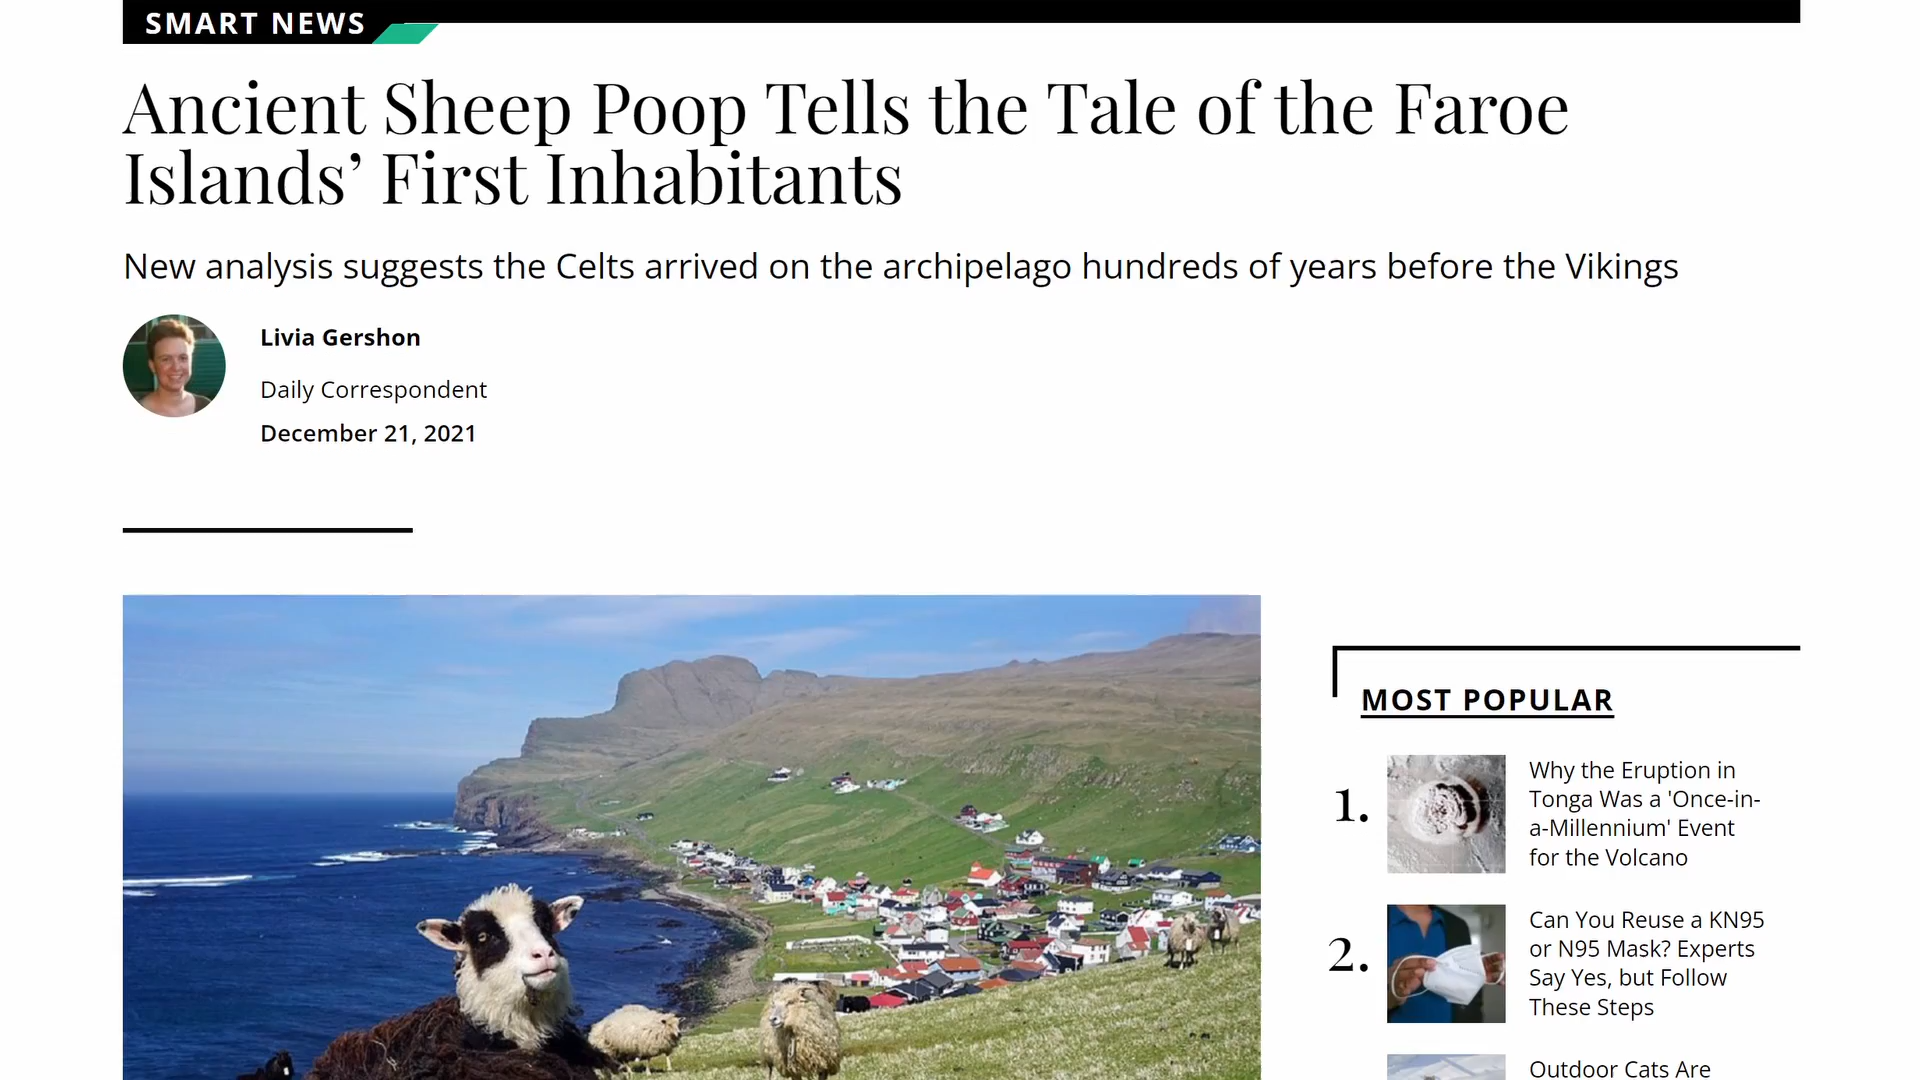 SMART NEWS
Ancient Sheep Poop Tells the Tale of the Faroe
Islands’ First Inhabitants
New analysis suggests the Celts arrived on the archipelago hundreds of years before the Vikings
Livia Gershon
Daily Correspondent
December 21, 2021
MOST POPULAR
1.
Why the Eruption in
Tonga Was a 'Once-in-
a-Millennium' Event
for the Volcano
2.
Can You Reuse a KN95
or N95 Mask? Experts
Say Yes, but Follow
These Steps
Outdoor Cats Are